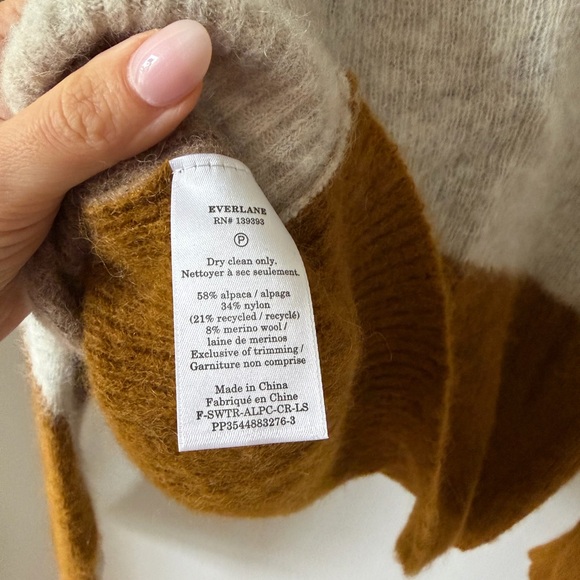 EVERLANE
RN# 139393
P
Dry clean only.
Nettoyer à sec seulement.
58% alpaca / alpaga
34% nylon
(21% recycled / recyclé)
8% merino wool /
laine de merinos
Exclusive of trimming /
Garniture non comprise
Made in China
Fabriqué en Chine
F-SWTR-ALPC-CR-LS
PP3544883276-3